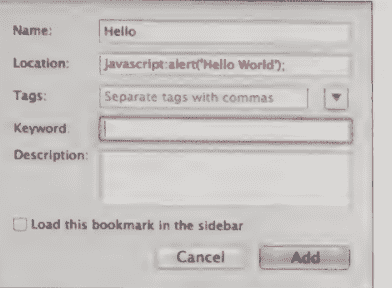 Name: Hello
Location: javascript:alert('Hello World');
Tags: Separate tags with commas
Keyword:
Description:
Load this bookmark in the sidebar
Cancel Add